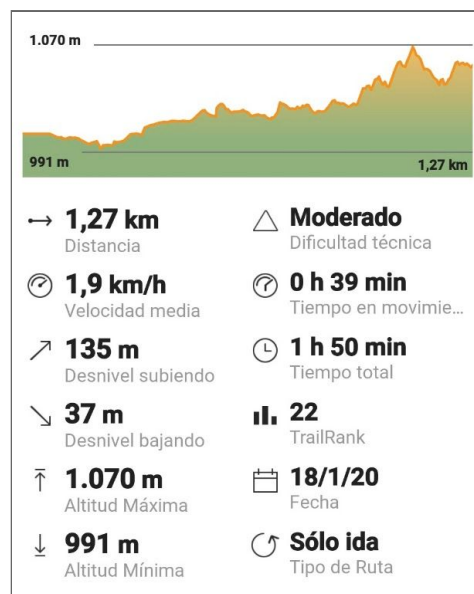 1.070 m
991 m
1,27 km
1,27 km
Distancia
Moderado
Dificultad técnica
1,9 km/h
Velocidad media
0 h 39 min
Tiempo en movimie...
135 m
Desnivel subiendo
1 h 50 min
Tiempo total
37 m
Desnivel bajando
22
TrailRank
1.070 m
Altitud Máxima
18/1/20
Fecha
991 m
Altitud Mínima
Sólo ida
Tipo de Ruta